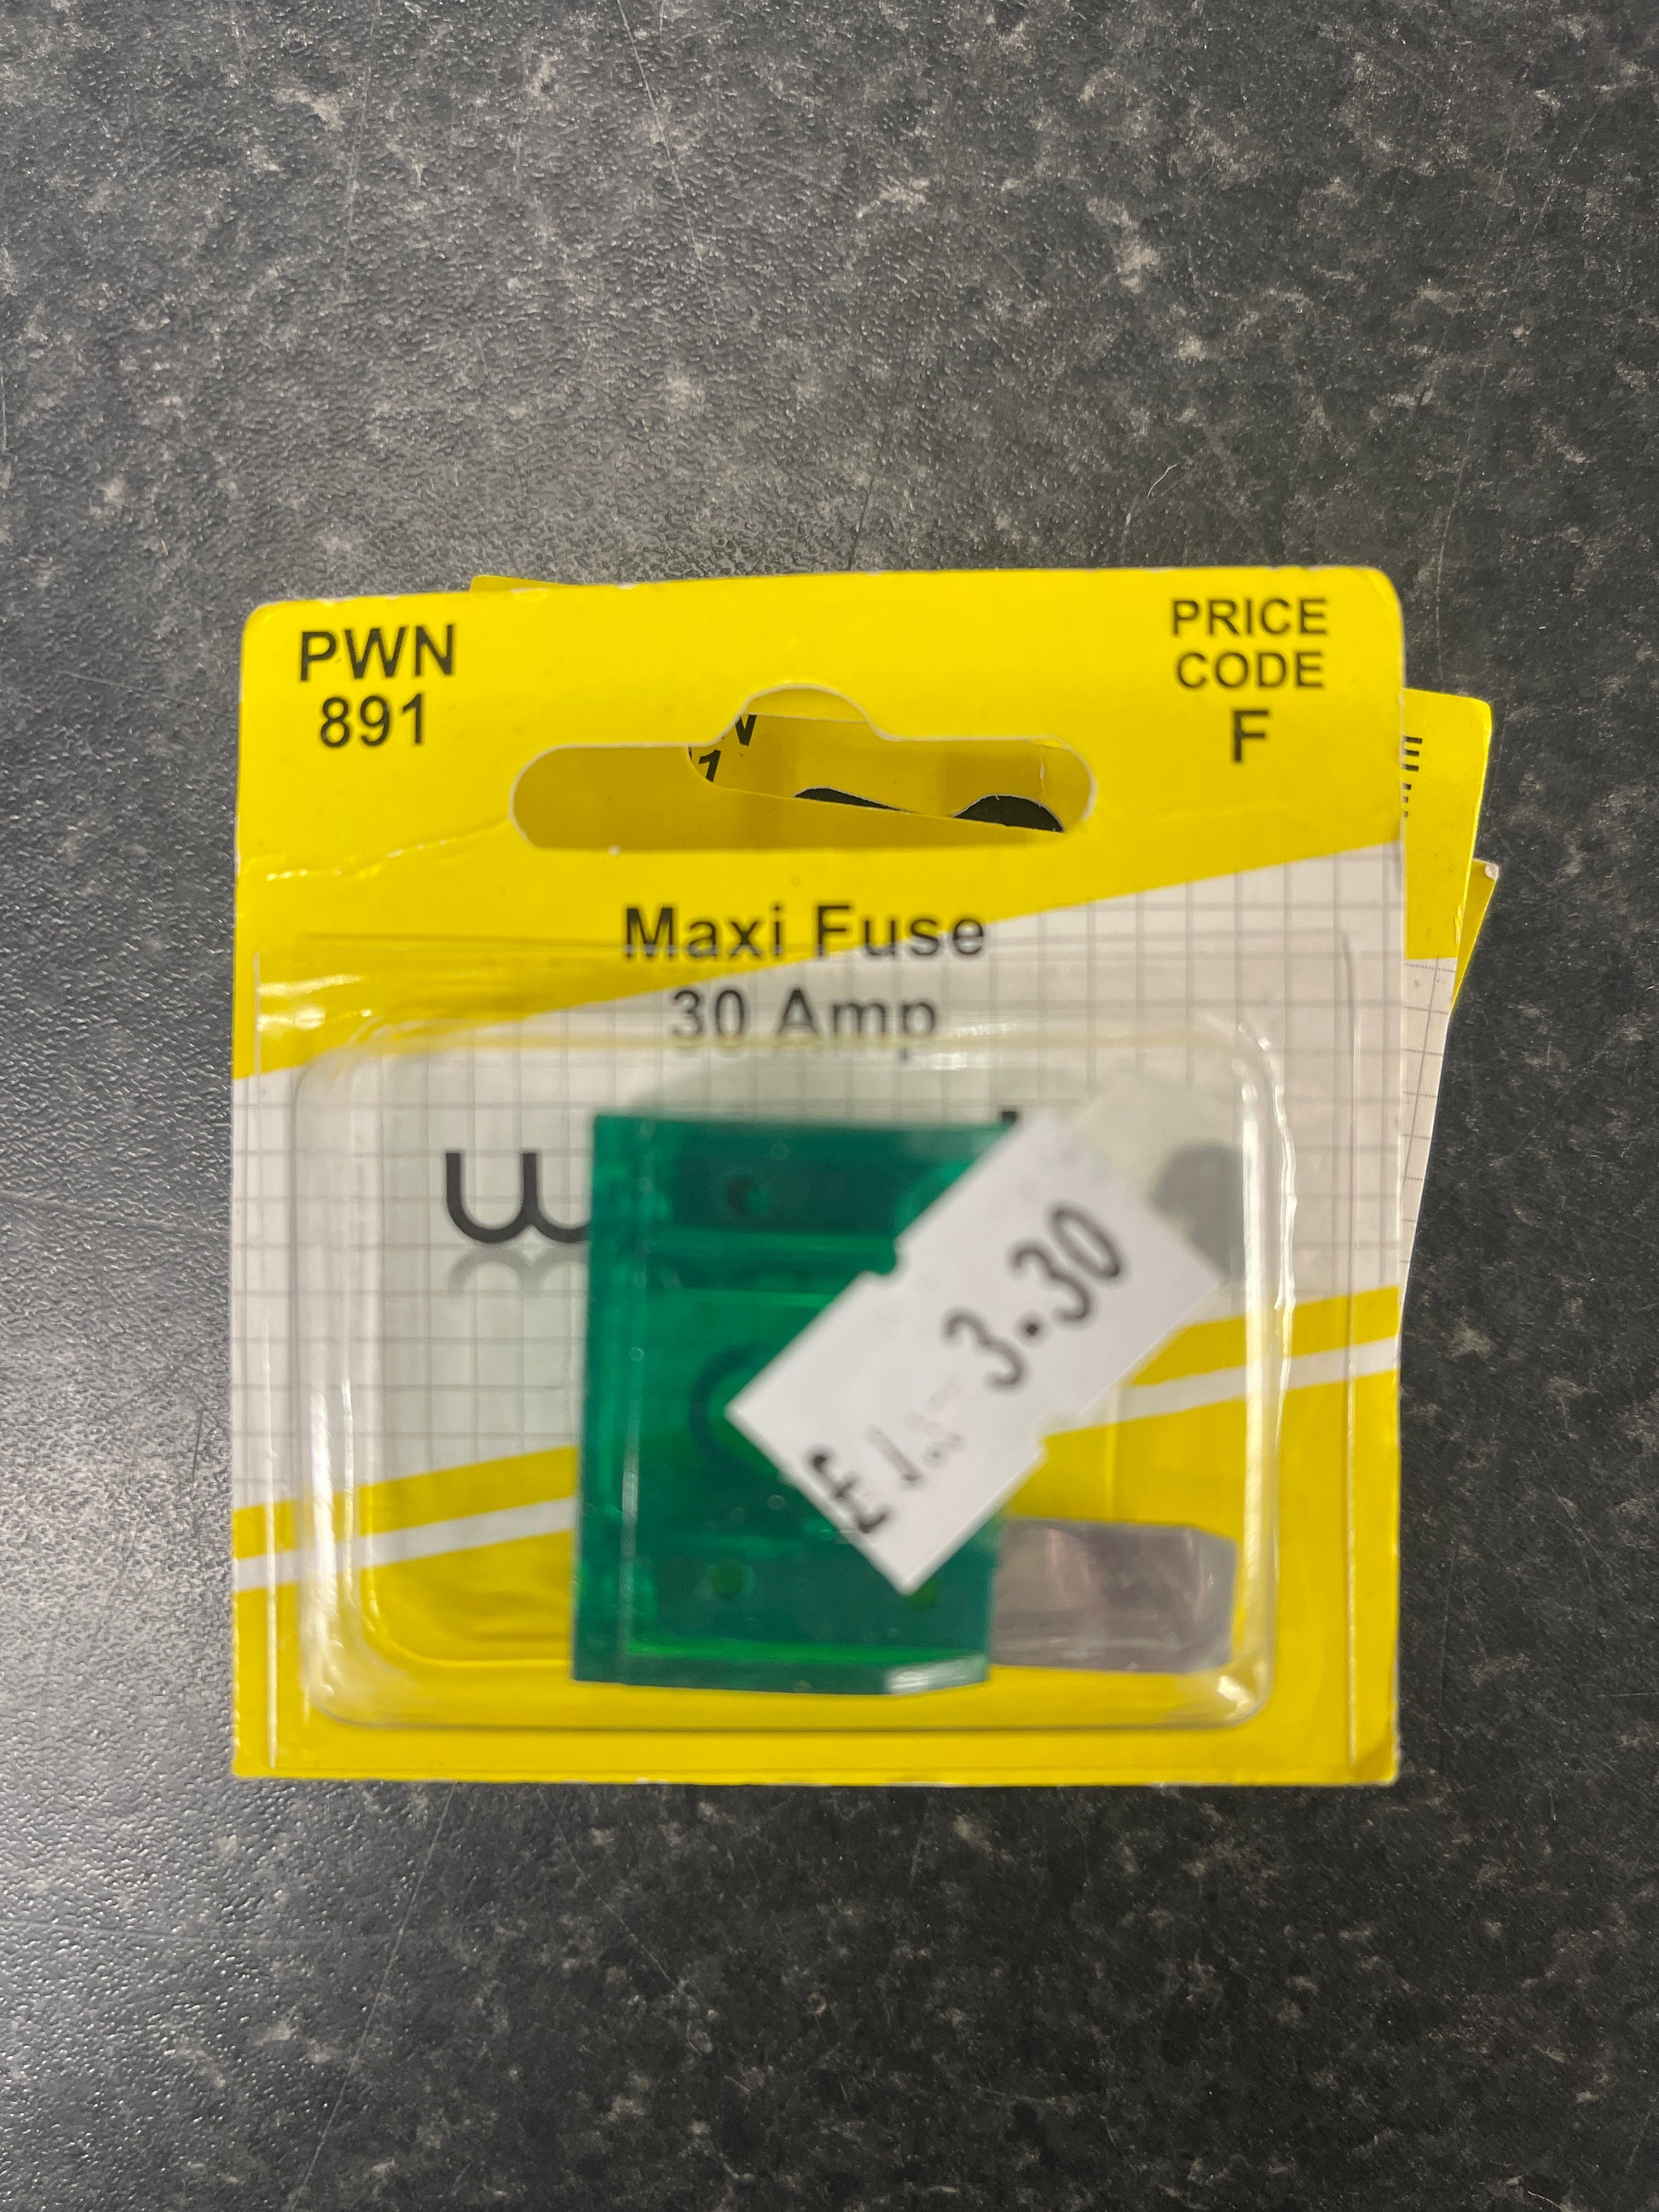 PWN
891
PRICE
CODE
F
Maxi Fuse
30 Amp
£ 3.30